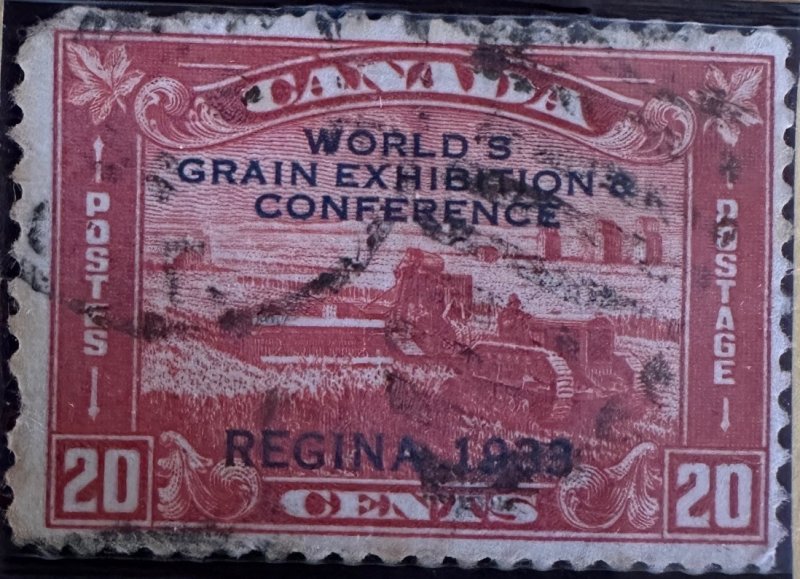 CANADA
WORLD'S
GRAIN EXHIBITION &
CONFERENCE
POSTES
POSTAGE
REGINA 1933
20
CENTS
20